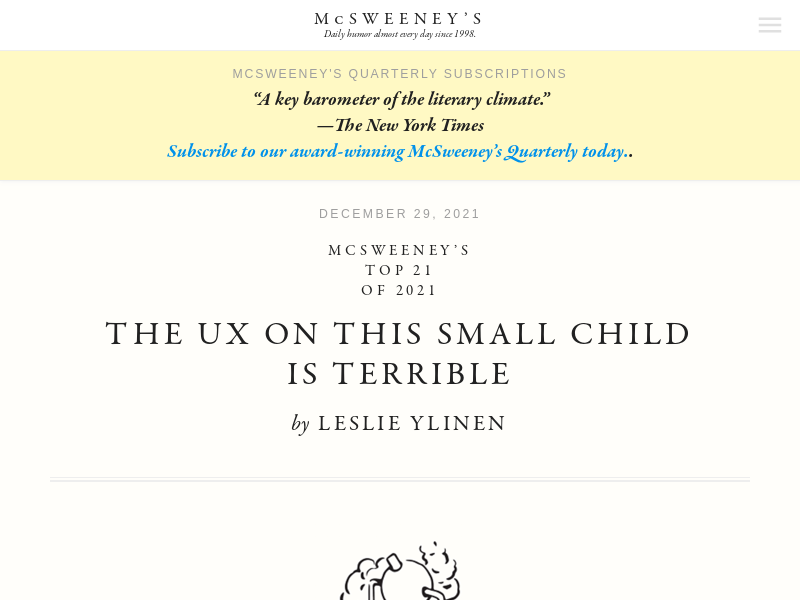 McSWEENEY’S
Daily humor almost every day since 1998.
MCSWEENEY'S QUARTERLY SUBSCRIPTIONS
“A key barometer of the literary climate.”
—The New York Times
Subscribe to our award-winning McSweeney’s Quarterly today..
DECEMBER 29, 2021
MCSWEENEY’S
TOP 21
OF 2021
THE UX ON THIS SMALL CHILD
IS TERRIBLE
by LESLIE YLINEN